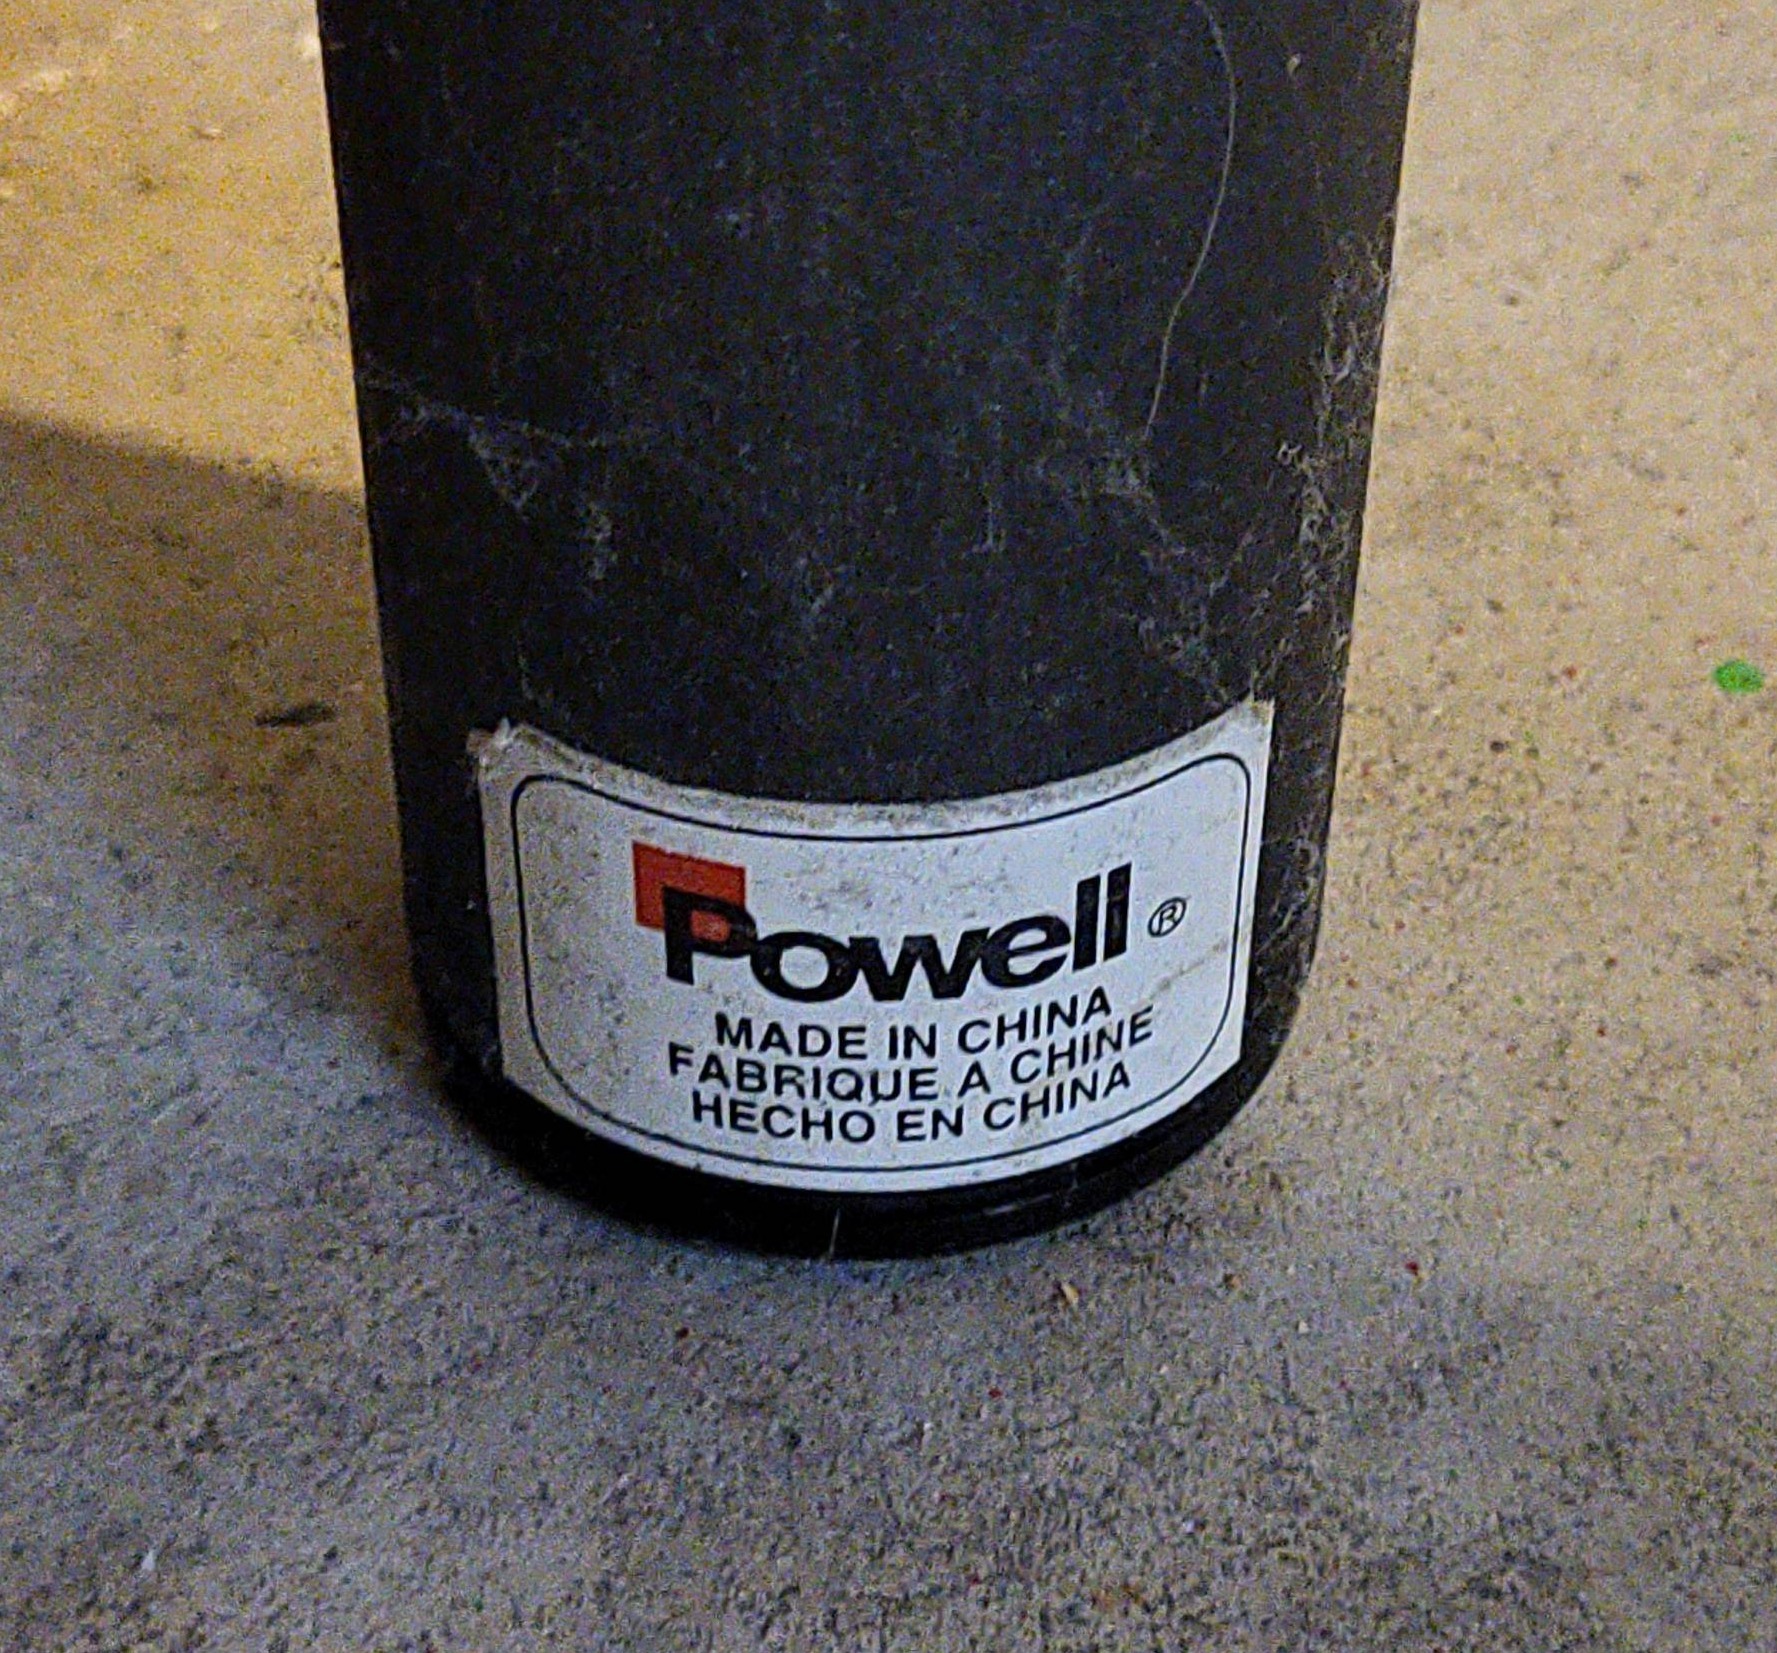 Powell ®
MADE IN CHINA
FABRIQUE A CHINE
HECHO EN CHINA